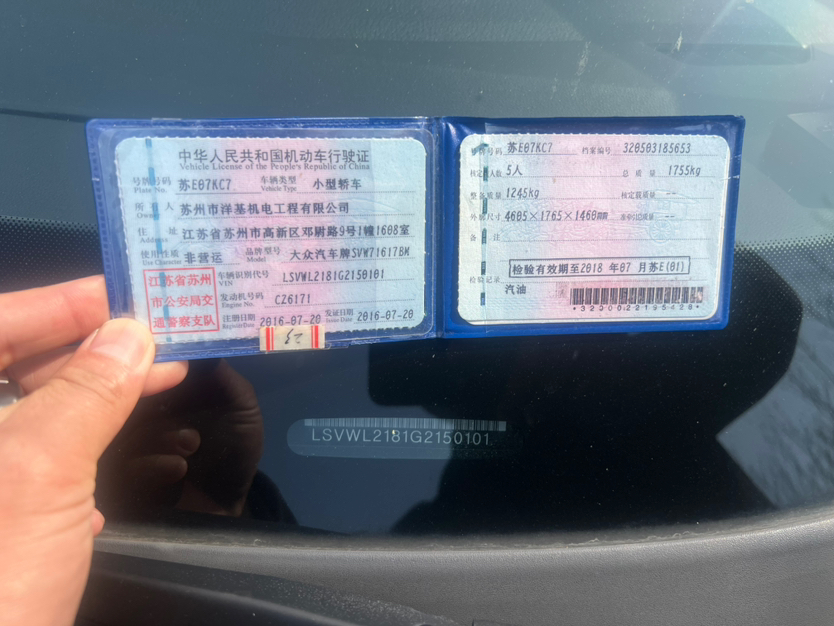 中华人民共和国机动车行驶证
Vehicle License of the People's Republic of China
号牌号码 苏E07KC7 车辆类型 小型轿车
Plate No. Vehicle Type
所有人 苏州市洋基机电工程有限公司
Owner
住址 江苏省苏州市高新区邓尉路9号1幢1608室
Address
使用性质 非营运 品牌型号 大众汽车牌SVW71617BM
Use Character Model
江苏省苏州
市公安局交
通警察支队
车辆识别代号 LSVWL2181G2150101
VIN
发动机号码 CZ6171
Engine No.
注册日期 2016-07-20 发证日期 2016-07-20
Register Date Issue Date
号牌号码 苏E07KC7 档案编号 320503185653
核定人数 5人 总质量 1755kg
整备质量 1245kg 核定载质量 --
外廓尺寸 4605×1765×1460mm 准牵引总质量 --
备注
检验记录 检验有效期至2018 年07 月苏E(01)
汽油
*3200022195428*
LSVWL2181G2150101